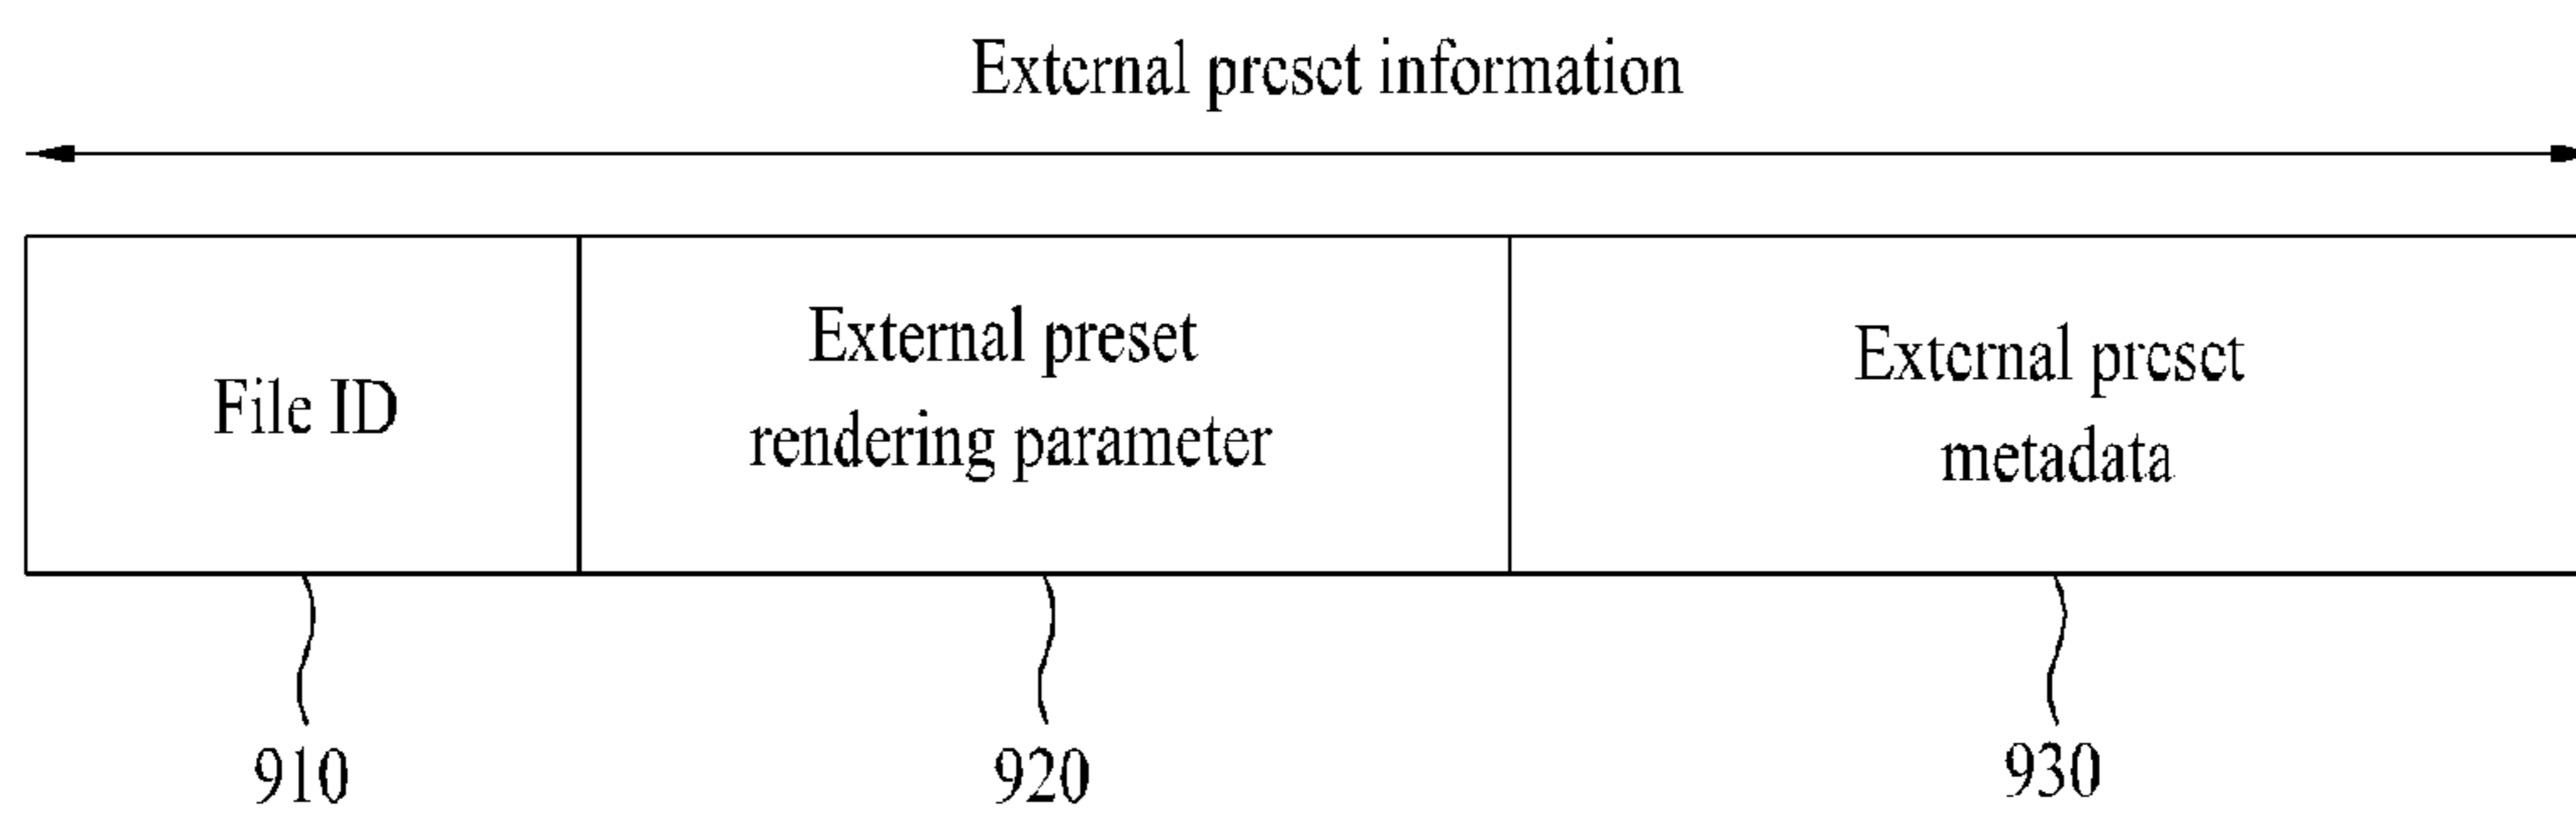 External preset information
File ID
External preset
rendering parameter
External preset
metadata
910
920
930